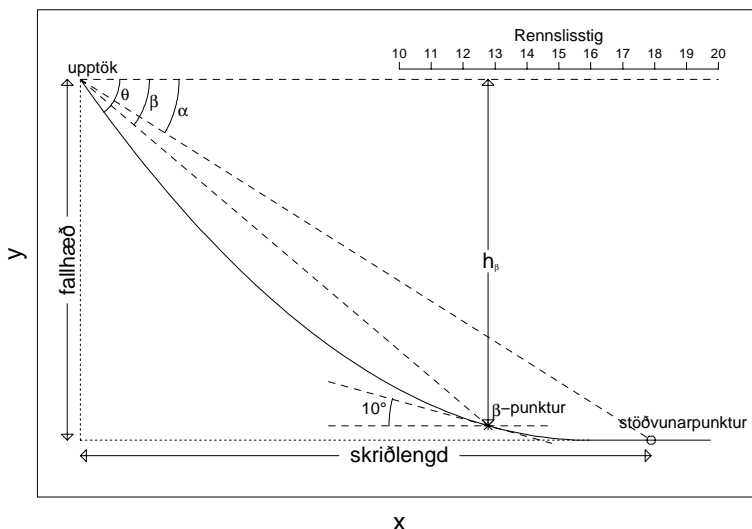 Rennslisstig
10 11 12 13 14 15 16 17 18 19 20
upptök
θ β α
y
fallhæð
hβ
10°
β−punktur
stöðvunarpunktur
skriðlengd
x